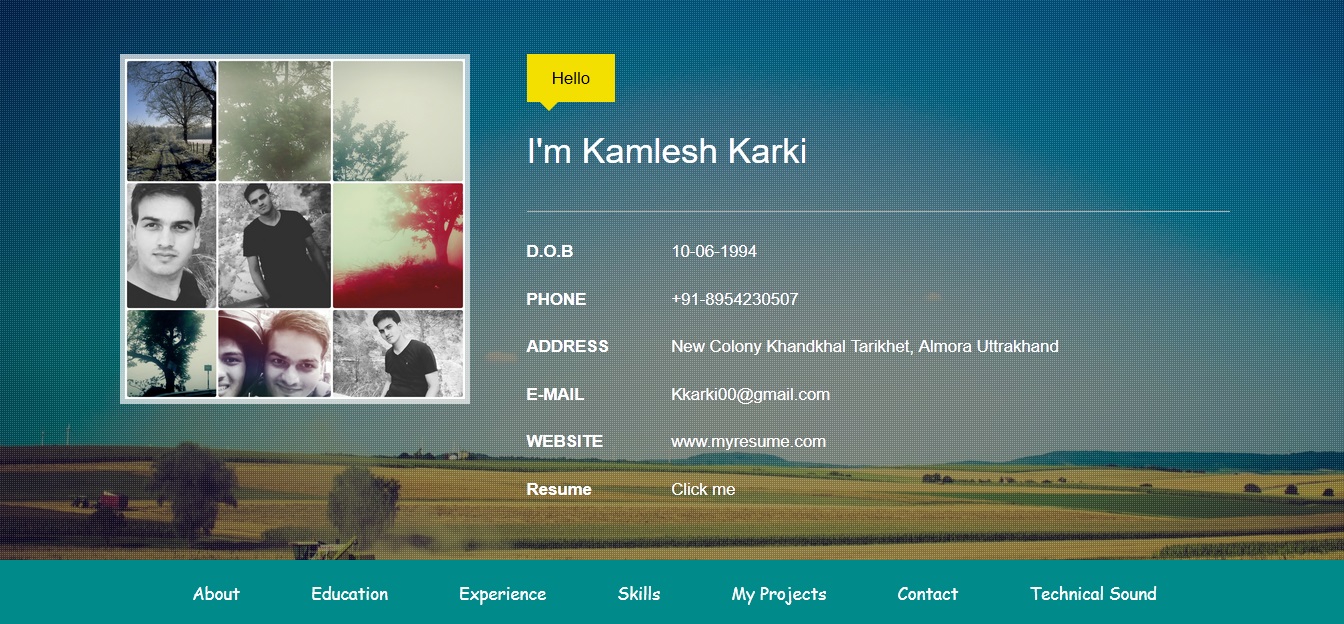 Hello
I'm Kamlesh Karki
D.O.B 10-06-1994
PHONE +91-8954230507
ADDRESS New Colony Khandkhal Tarikhet, Almora Uttrakhand
E-MAIL Kkarki00@gmail.com
WEBSITE www.myresume.com
Resume Click me
About Education Experience Skills My Projects Contact Technical Sound